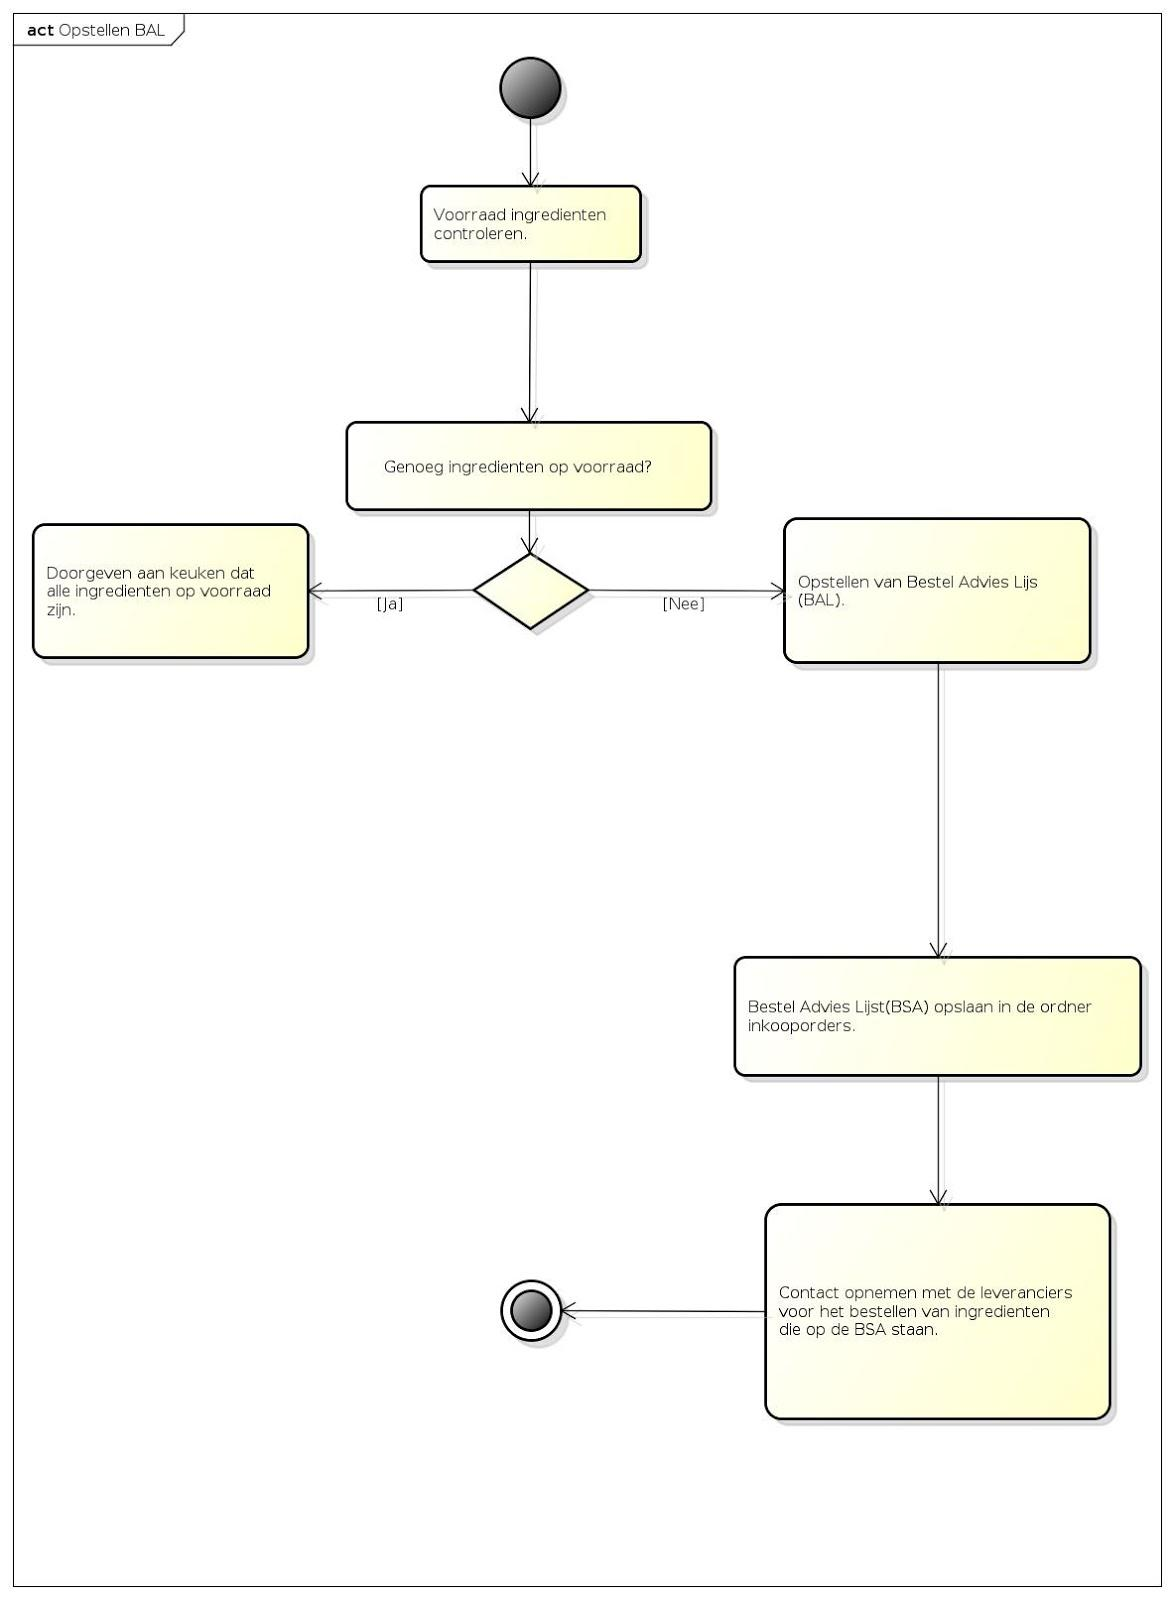 act Opstellen BAL
Voorraad ingredienten
controleren.
Genoeg ingredienten op voorraad?
Doorgeven aan keuken dat
alle ingredienten op voorraad
zijn.
[Ja]
[Nee]
Opstellen van Bestel Advies Lijs
(BAL).
Bestel Advies Lijst(BSA) opslaan in de ordner
inkooporders.
Contact opnemen met de leveranciers
voor het bestellen van ingredienten
die op de BSA staan.